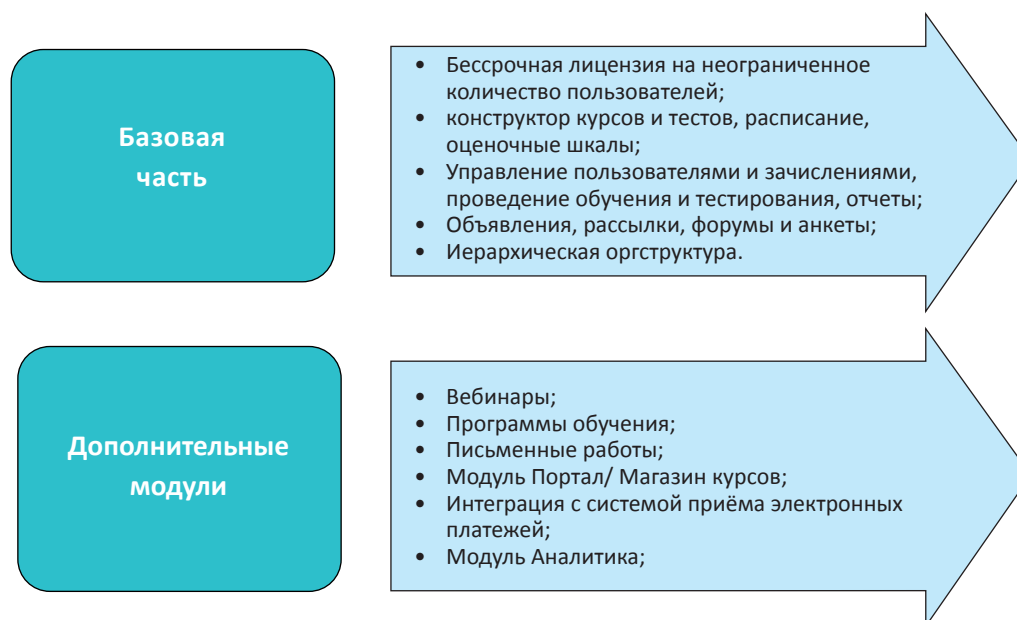 Базовая
часть
• Бессрочная лицензия на неограниченное
количество пользователей;
• конструктор курсов и тестов, расписание,
оценочные шкалы;
• Управление пользователями и зачислениями,
проведение обучения и тестирования, отчеты;
• Объявления, рассылки, форумы и анкеты;
• Иерархическая оргструктура.
Дополнительные
модули
• Вебинары;
• Программы обучения;
• Письменные работы;
• Модуль Портал/ Магазин курсов;
• Интеграция с системой приёма электронных
платежей;
• Модуль Аналитика;